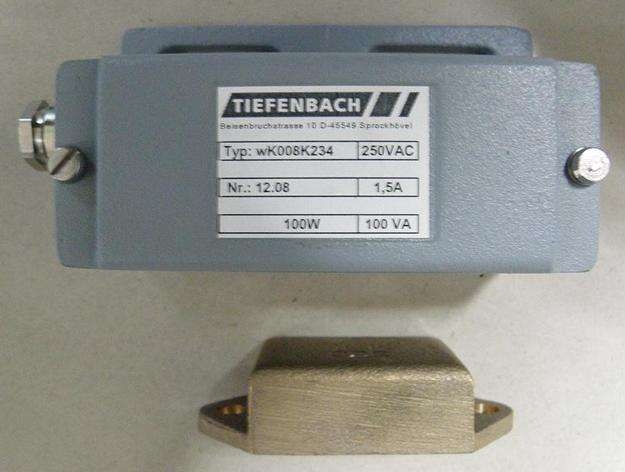 TIEFENBACH
Beisenbruchstrasse 10 D-45549 Sprockhövel
Typ: wK008K234 250VAC
Nr.: 12.08 1,5A
100W 100 VA